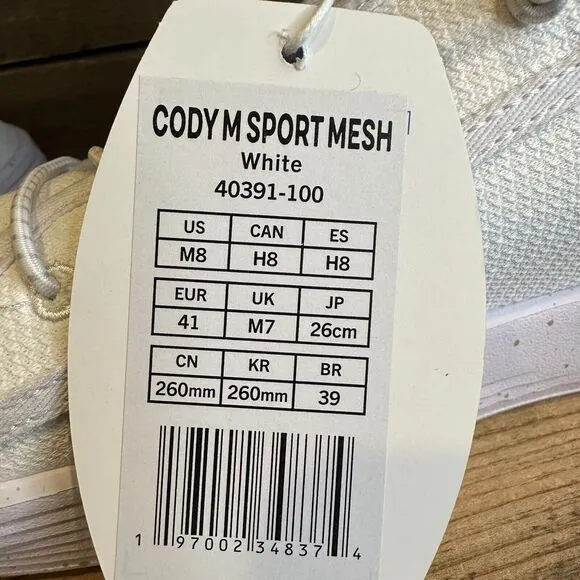 CODY M SPORT MESH
White
40391-100
US CAN ES
M8 H8 H8
EUR UK JP
41 M7 26cm
CN KR BR
260mm 260mm 39
1 97002 34837 4